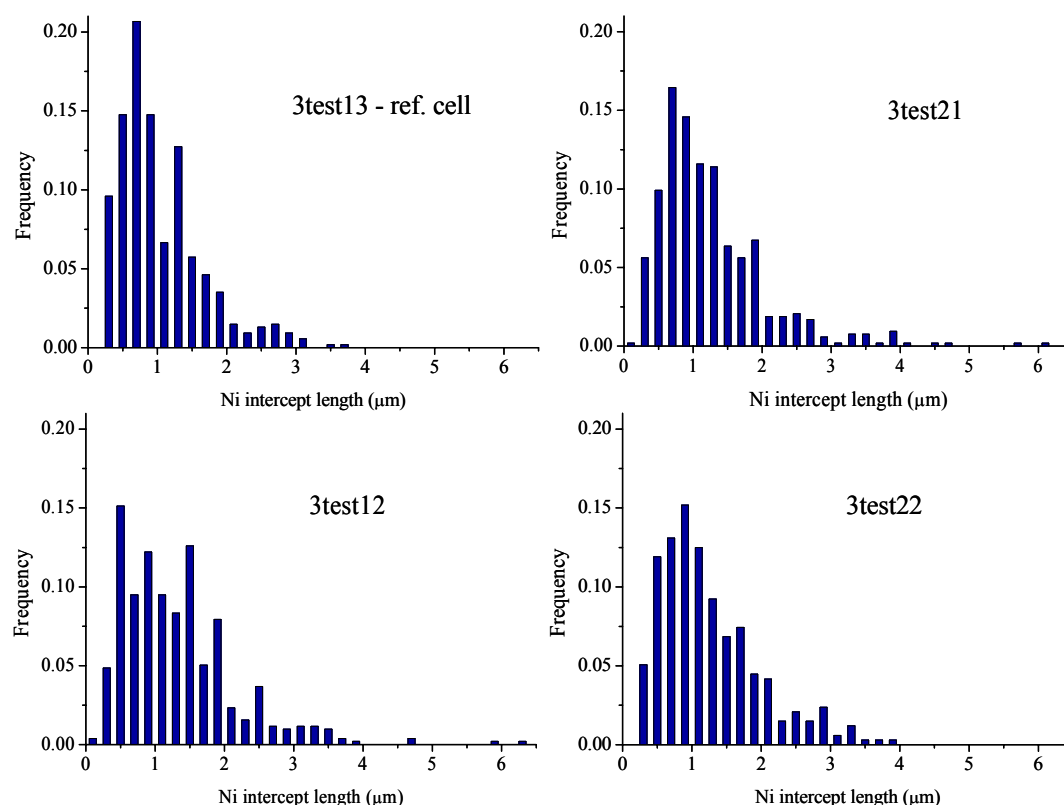 0.20
0.15
0.10
0.05
0.00
Frequency
3test13 - ref. cell
0 1 2 3 4 5 6
Ni intercept length (μm)
0.20
0.15
0.10
0.05
0.00
Frequency
3test21
0 1 2 3 4 5 6
Ni intercept length (μm)
0.20
0.15
0.10
0.05
0.00
Frequency
3test12
0 1 2 3 4 5 6
Ni intercept length (μm)
0.20
0.15
0.10
0.05
0.00
Frequency
3test22
0 1 2 3 4 5 6
Ni intercept length (μm)